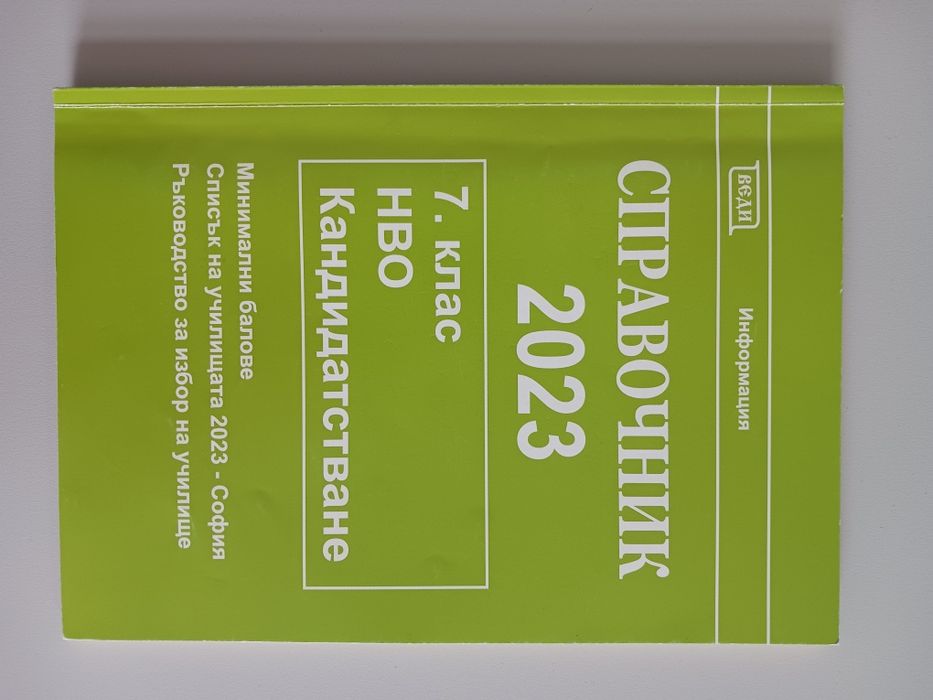 веди
Информация
СПРАВОЧНИК
2023
7. клас
НВО
Кандидатстване
Минимални балове
Списък на училищата 2023 - София
Ръководство за избор на училище